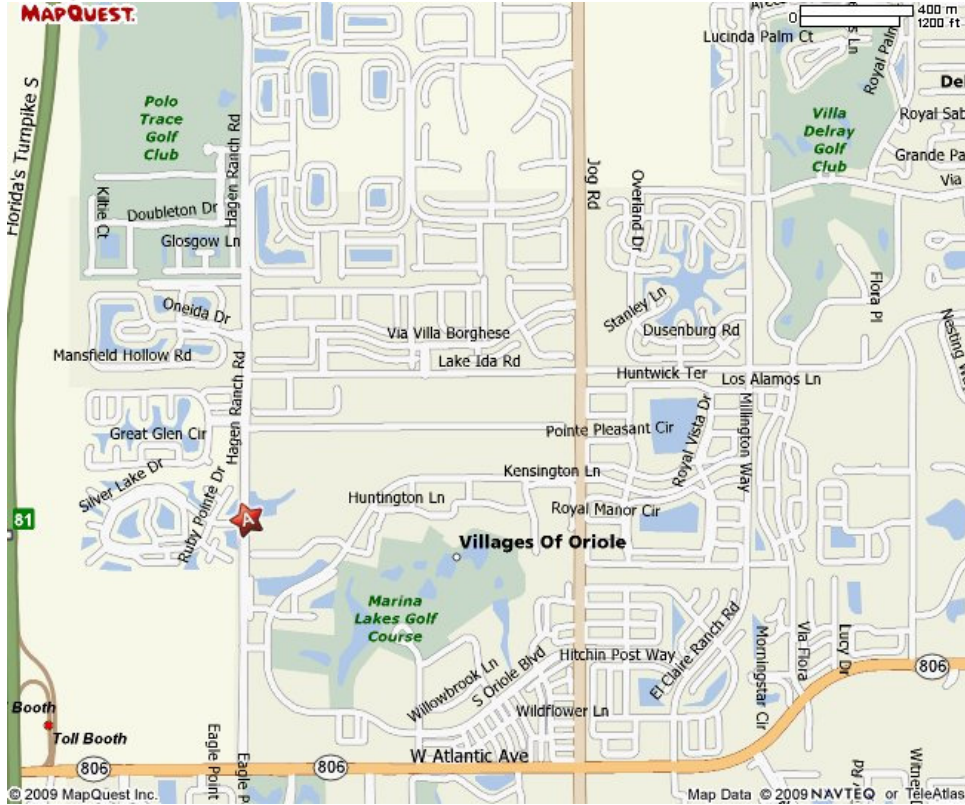 MAPQUEST.
0 400 m
1200 ft
Lucinda Palm Ct
Royal Palm
Florida's Turnpike S
Polo
Trace
Golf
Club
Hagen Ranch Rd
Villa
Delray
Golf
Club
Royal Sab
Grande Pa
Via
Kiltie Ct
Doubleton Dr
Glosgow Ln
Jog Rd
Overland Dr
Flora Pl
Oneida Dr
Stanley Ln
Via Villa Borghese
Dusenburg Rd
Mansfield Hollow Rd
Lake Ida Rd
Huntwick Ter
Los Alamos Ln
Nesting Way
Hagen Ranch Rd
Great Glen Cir
Pointe Pleasant Cir
Royal Vista Dr
Millington Way
Silver Lake Dr
Ruby Pointe Dr
Kensington Ln
Huntington Ln
Royal Manor Cir
81
A
Villages Of Oriole
Marina
Lakes Golf
Course
Willowbrook Ln
S Oriole Blvd
Hitchin Post Way
El Claire Ranch Rd
Morningstar Cir
Via Flora
Lucy Dr
806
Wildflower Ln
Booth
Toll Booth
Eagle Point
Eagle P
W Atlantic Ave
806
806
© 2009 MapQuest Inc.
Map Data © 2009 NAVTEQ or TeleAtlas